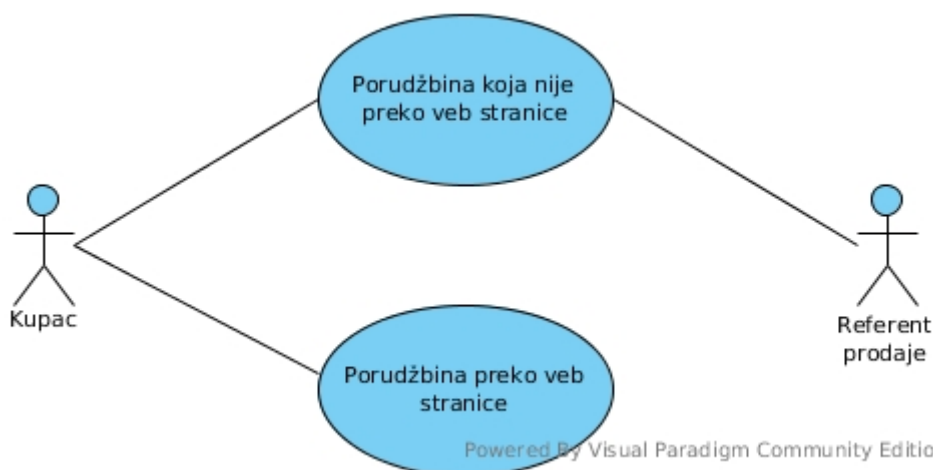 Porudžbina koja nije
preko veb stranice
Kupac
Referent
prodaje
Porudžbina preko veb
stranice
Powered By Visual Paradigm Community Editio